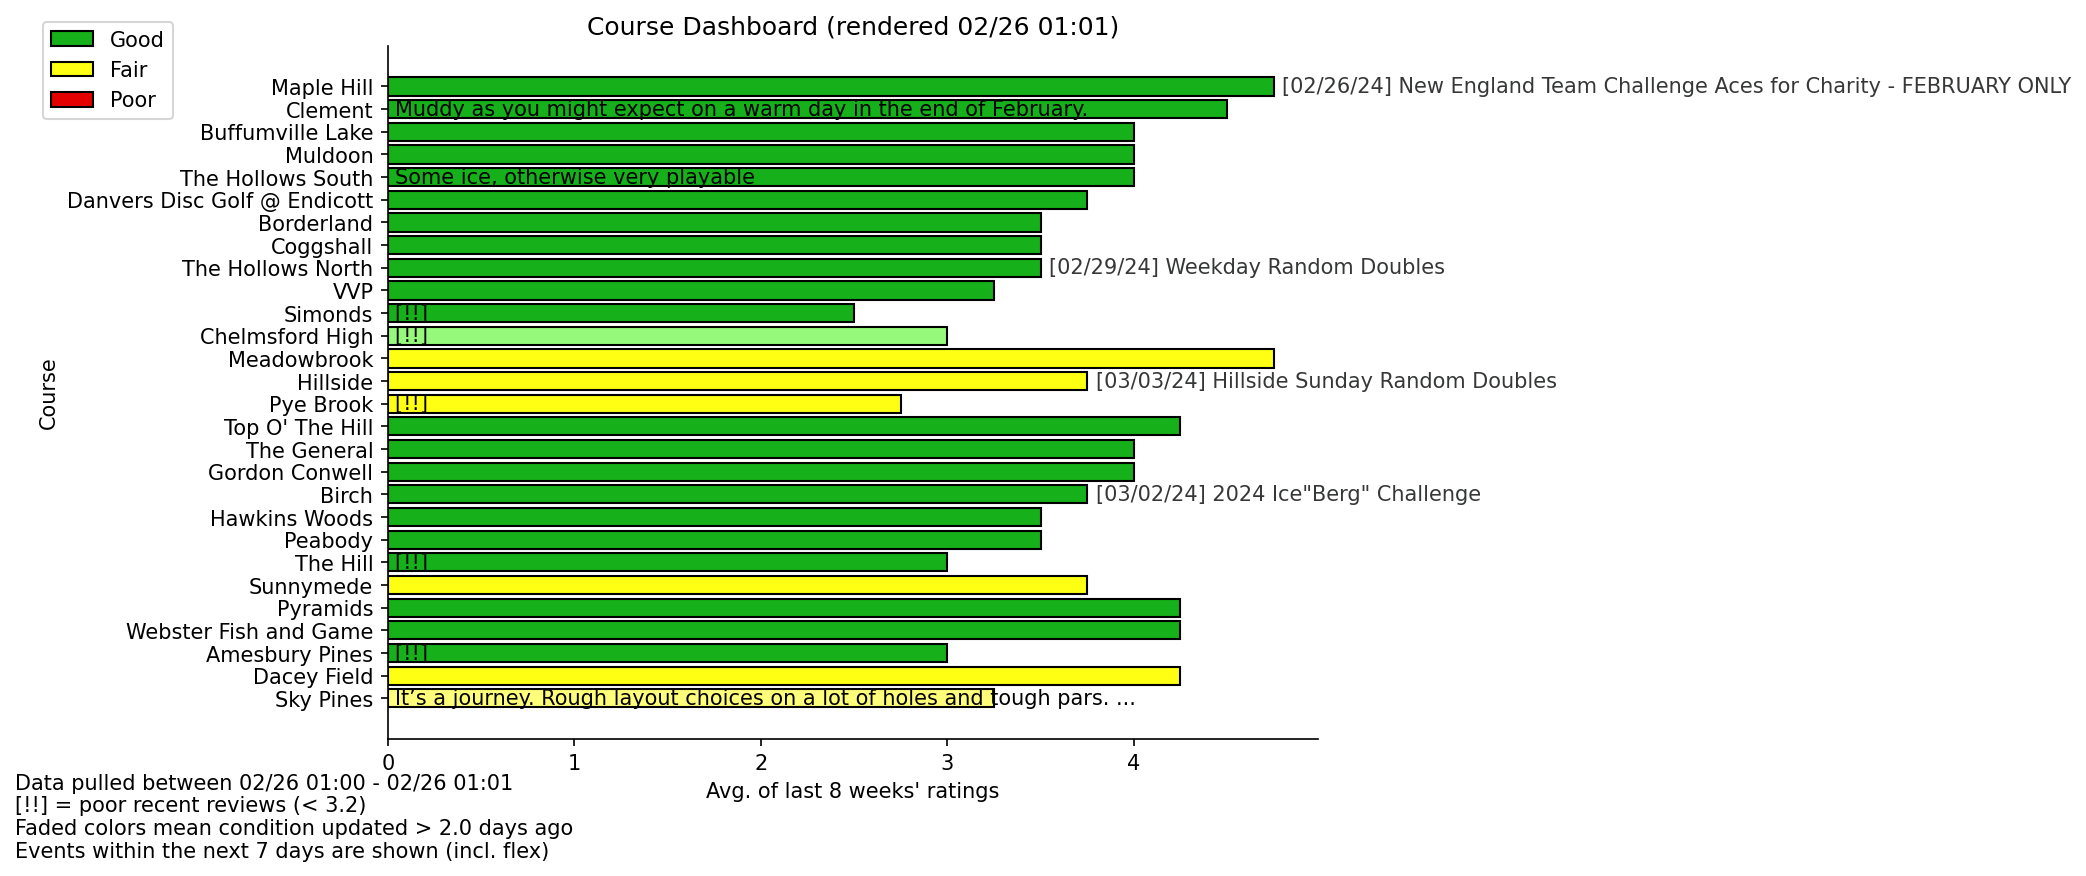 Course Dashboard (rendered 02/26 01:01)
Good
Fair
Poor
Maple Hill
[02/26/24] New England Team Challenge Aces for Charity - FEBRUARY ONLY
Clement
Muddy as you might expect on a warm day in the end of February.
Buffumville Lake
Muldoon
The Hollows South
Some ice, otherwise very playable
Danvers Disc Golf @ Endicott
Borderland
Coggshall
The Hollows North
[02/29/24] Weekday Random Doubles
VVP
Simonds
[!!]
Chelmsford High
[!!]
Meadowbrook
Hillside
[03/03/24] Hillside Sunday Random Doubles
Pye Brook
[!!]
Top O' The Hill
The General
Gordon Conwell
Birch
[03/02/24] 2024 Ice"Berg" Challenge
Hawkins Woods
Peabody
The Hill
[!!]
Sunnymede
Pyramids
Webster Fish and Game
Amesbury Pines
[!!]
Dacey Field
Sky Pines
It’s a journey. Rough layout choices on a lot of holes and tough pars. ...
Course
0 1 2 3 4
Avg. of last 8 weeks' ratings
Data pulled between 02/26 01:00 - 02/26 01:01
[!!] = poor recent reviews (< 3.2)
Faded colors mean condition updated > 2.0 days ago
Events within the next 7 days are shown (incl. flex)